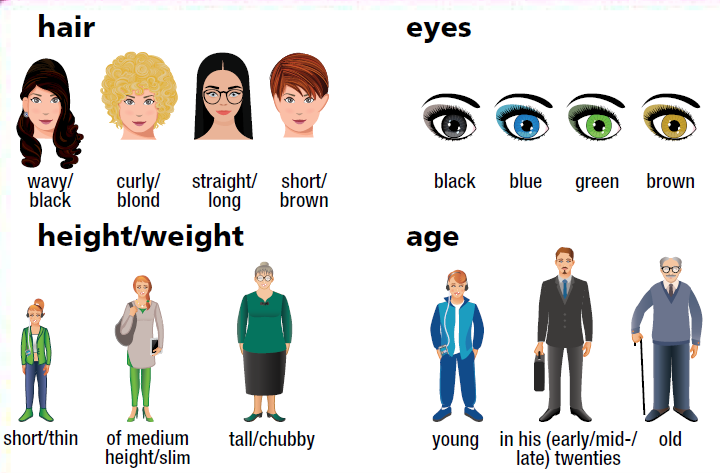 hair
wavy/
black
curly/
blond
straight/
long
short/
brown
eyes
black
blue
green
brown
height/weight
short/thin
of medium
height/slim
tall/chubby
age
young
in his (early/mid-/
late) twenties
old